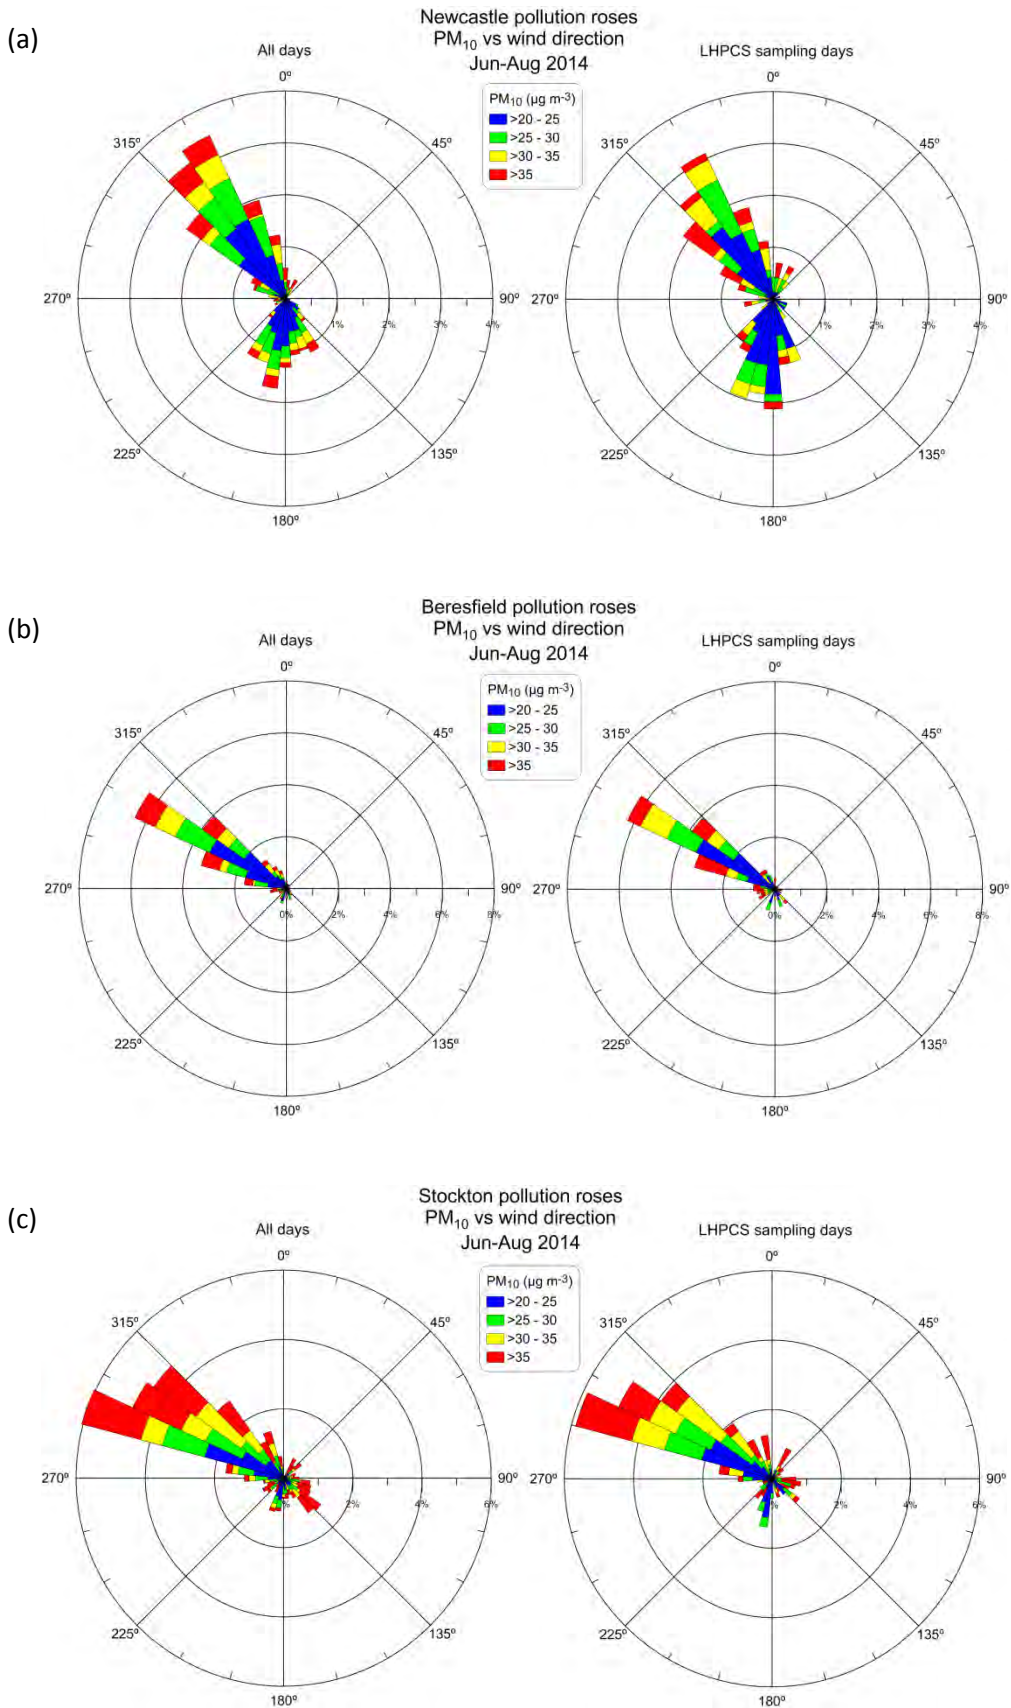 (a)
Newcastle pollution roses
PM₁₀ vs wind direction
Jun-Aug 2014
All days
LHPCS sampling days
PM₁₀ (µg m⁻³)
>20 - 25
>25 - 30
>30 - 35
>35
0º
45º
90º
135º
180º
225º
270º
315º
1%
2%
3%
4%
0º
45º
90º
135º
180º
225º
270º
315º
1%
2%
3%
4%
(b)
Beresfield pollution roses
PM₁₀ vs wind direction
Jun-Aug 2014
All days
LHPCS sampling days
PM₁₀ (µg m⁻³)
>20 - 25
>25 - 30
>30 - 35
>35
0º
45º
90º
135º
180º
225º
270º
315º
0%
2%
4%
6%
8%
0º
45º
90º
135º
180º
225º
270º
315º
0%
2%
4%
6%
8%
(c)
Stockton pollution roses
PM₁₀ vs wind direction
Jun-Aug 2014
All days
LHPCS sampling days
PM₁₀ (µg m⁻³)
>20 - 25
>25 - 30
>30 - 35
>35
0º
45º
90º
135º
180º
225º
270º
315º
2%
4%
6%
0º
45º
90º
135º
180º
225º
270º
315º
2%
4%
6%